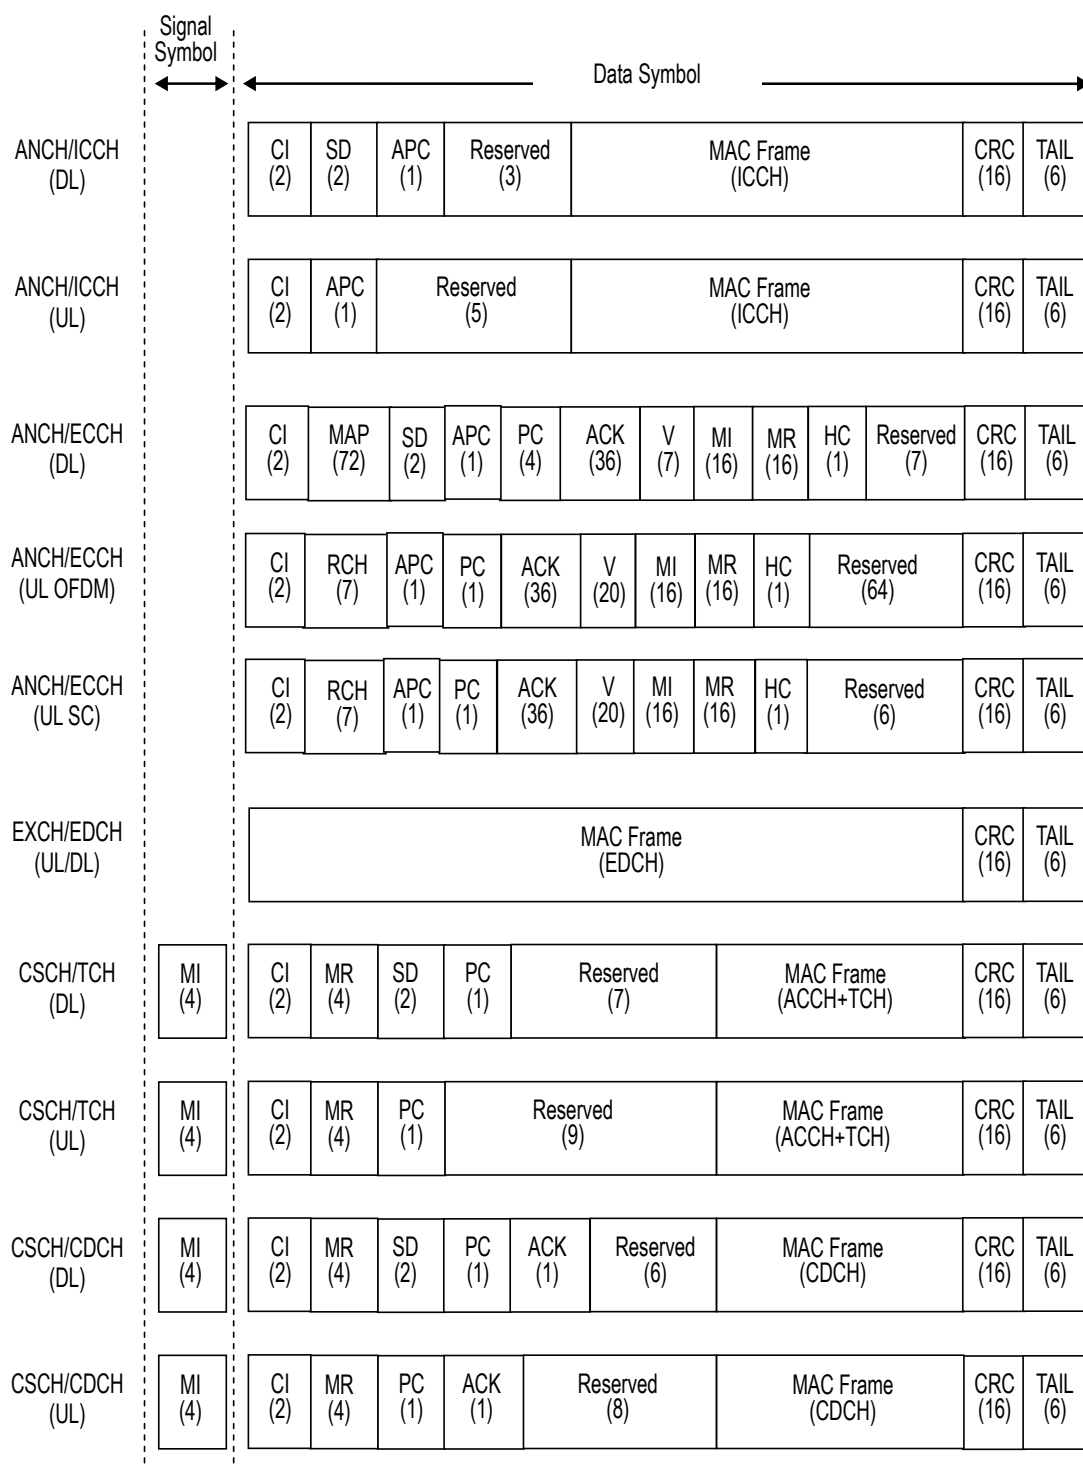 Signal
Symbol
Data Symbol
ANCH/ICCH
(DL)
CI
(2)
SD
(2)
APC
(1)
Reserved
(3)
MAC Frame
(ICCH)
CRC
(16)
TAIL
(6)
ANCH/ICCH
(UL)
CI
(2)
APC
(1)
Reserved
(5)
MAC Frame
(ICCH)
CRC
(16)
TAIL
(6)
ANCH/ECCH
(DL)
CI
(2)
MAP
(72)
SD
(2)
APC
(1)
PC
(4)
ACK
(36)
V
(7)
MI
(16)
MR
(16)
HC
(1)
Reserved
(7)
CRC
(16)
TAIL
(6)
ANCH/ECCH
(UL OFDM)
CI
(2)
RCH
(7)
APC
(1)
PC
(1)
ACK
(36)
V
(20)
MI
(16)
MR
(16)
HC
(1)
Reserved
(64)
CRC
(16)
TAIL
(6)
ANCH/ECCH
(UL SC)
CI
(2)
RCH
(7)
APC
(1)
PC
(1)
ACK
(36)
V
(20)
MI
(16)
MR
(16)
HC
(1)
Reserved
(6)
CRC
(16)
TAIL
(6)
EXCH/EDCH
(UL/DL)
MAC Frame
(EDCH)
CRC
(16)
TAIL
(6)
CSCH/TCH
(DL)
MI
(4)
CI
(2)
MR
(4)
SD
(2)
PC
(1)
Reserved
(7)
MAC Frame
(ACCH+TCH)
CRC
(16)
TAIL
(6)
CSCH/TCH
(UL)
MI
(4)
CI
(2)
MR
(4)
PC
(1)
Reserved
(9)
MAC Frame
(ACCH+TCH)
CRC
(16)
TAIL
(6)
CSCH/CDCH
(DL)
MI
(4)
CI
(2)
MR
(4)
SD
(2)
PC
(1)
ACK
(1)
Reserved
(6)
MAC Frame
(CDCH)
CRC
(16)
TAIL
(6)
CSCH/CDCH
(UL)
MI
(4)
CI
(2)
MR
(4)
PC
(1)
ACK
(1)
Reserved
(8)
MAC Frame
(CDCH)
CRC
(16)
TAIL
(6)